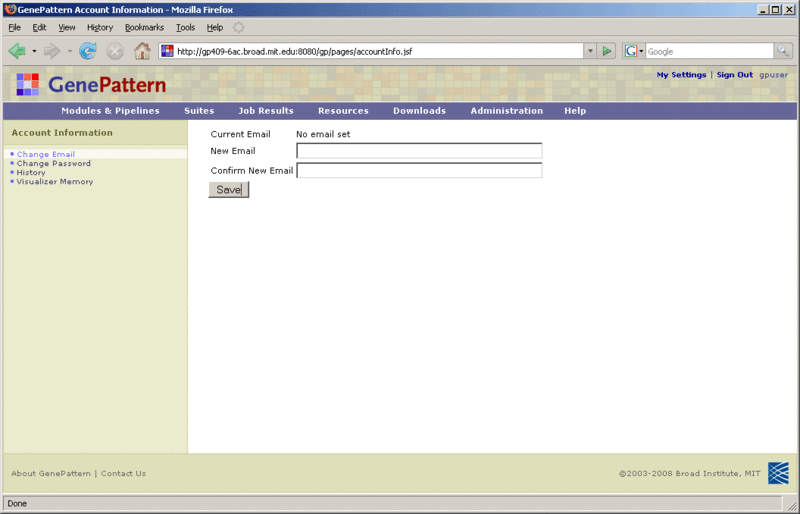 GenePattern Account Information - Mozilla Firefox
File Edit View History Bookmarks Tools Help
http://gp409-6ac.broad.mit.edu:8080/gp/pages/accountInfo.jsf
G Google
GenePattern
My Settings | Sign Out gpuser
Modules & Pipelines Suites Job Results Resources Downloads Administration Help
Account Information
Change Email
Change Password
History
Visualizer Memory
Current Email No email set
New Email
Confirm New Email
Save
About GenePattern | Contact Us
©2003-2008 Broad Institute, MIT
Done